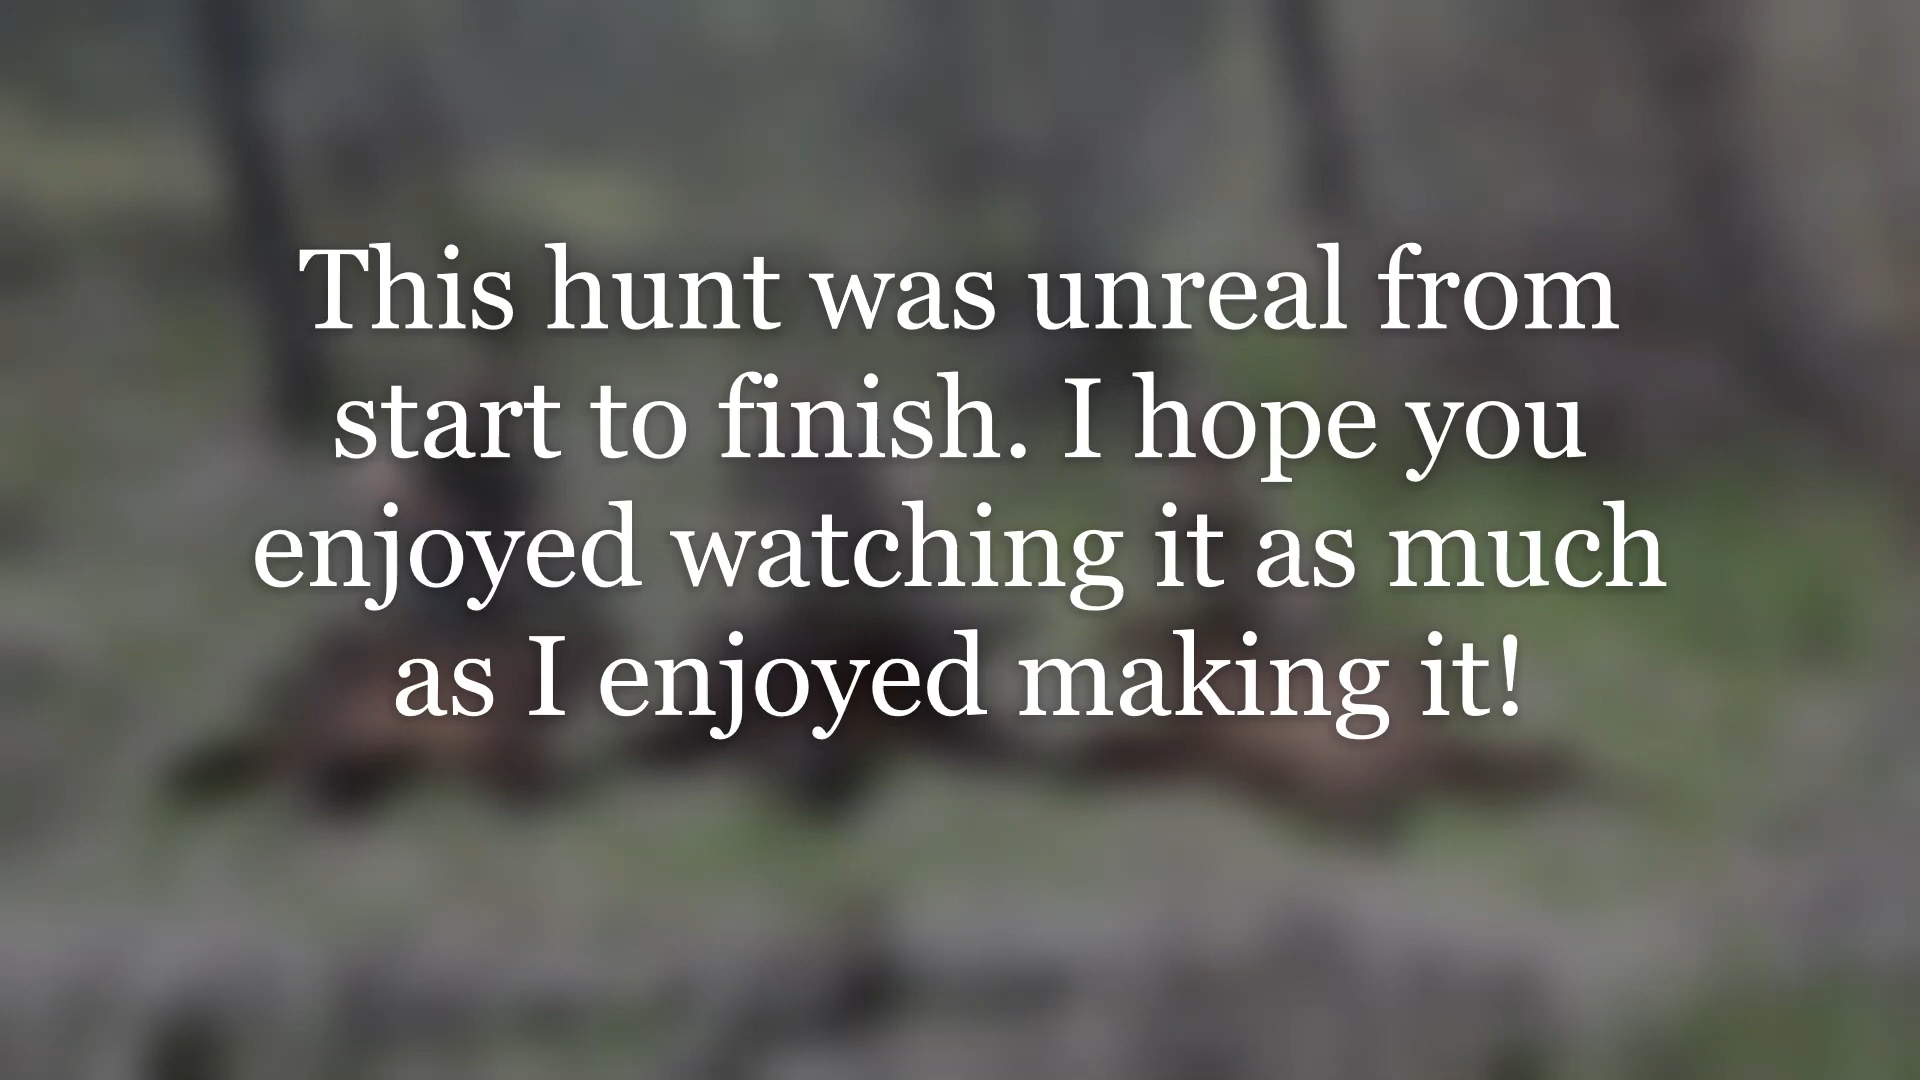 This hunt was unreal from
start to finish. I hope you
enjoyed watching it as much
as I enjoyed making it!